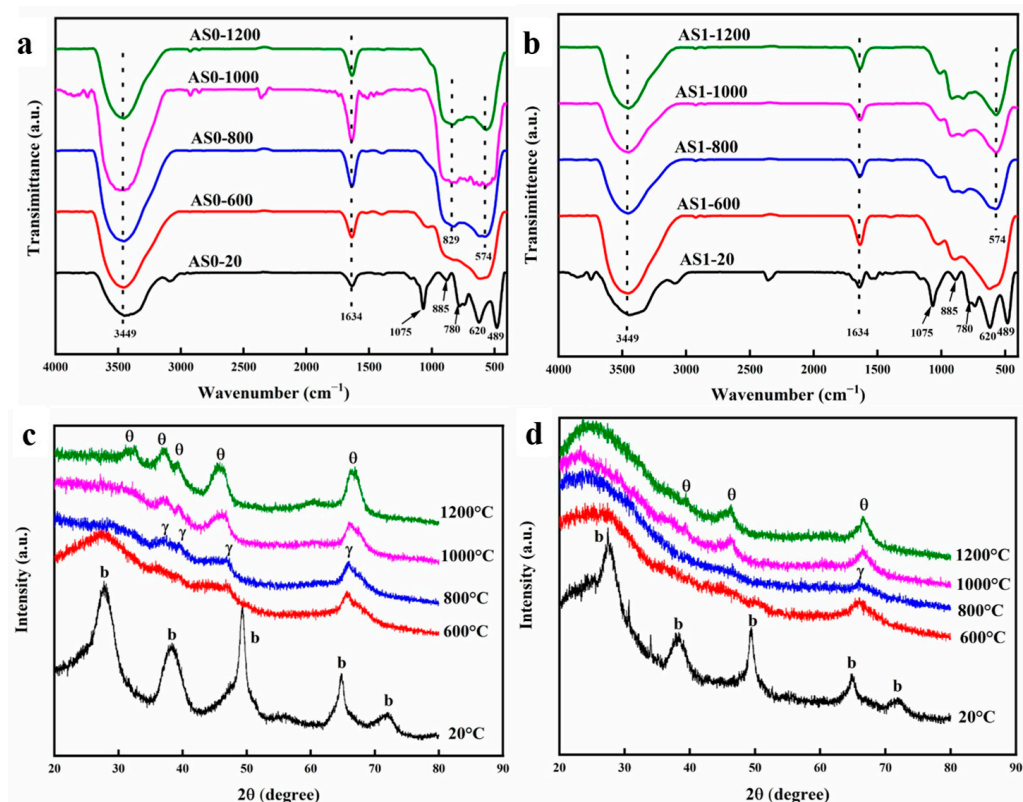 a
AS0-1200
AS0-1000
AS0-800
AS0-600
AS0-20
829
574
3449
1634
1075
885
780
620
489
4000 3500 3000 2500 2000 1500 1000 500
Wavenumber (cm⁻¹)
Transimittance (a.u.)
b
AS1-1200
AS1-1000
AS1-800
AS1-600
AS1-20
574
3449
1634
1075
885
780
620
489
4000 3500 3000 2500 2000 1500 1000 500
Wavenumber (cm⁻¹)
Transimittence (a.u.)
c
θ θ θ θ θ
1200°C
1000°C
γ γ γ γ
800°C
600°C
b b b b b
20°C
20 30 40 50 60 70 80 90
2θ (degree)
Intensity (a.u.)
d
θ θ θ
1200°C
1000°C
γ
800°C
600°C
b b b b b
20°C
20 30 40 50 60 70 80 90
2θ (degree)
Intensity (a.u.)